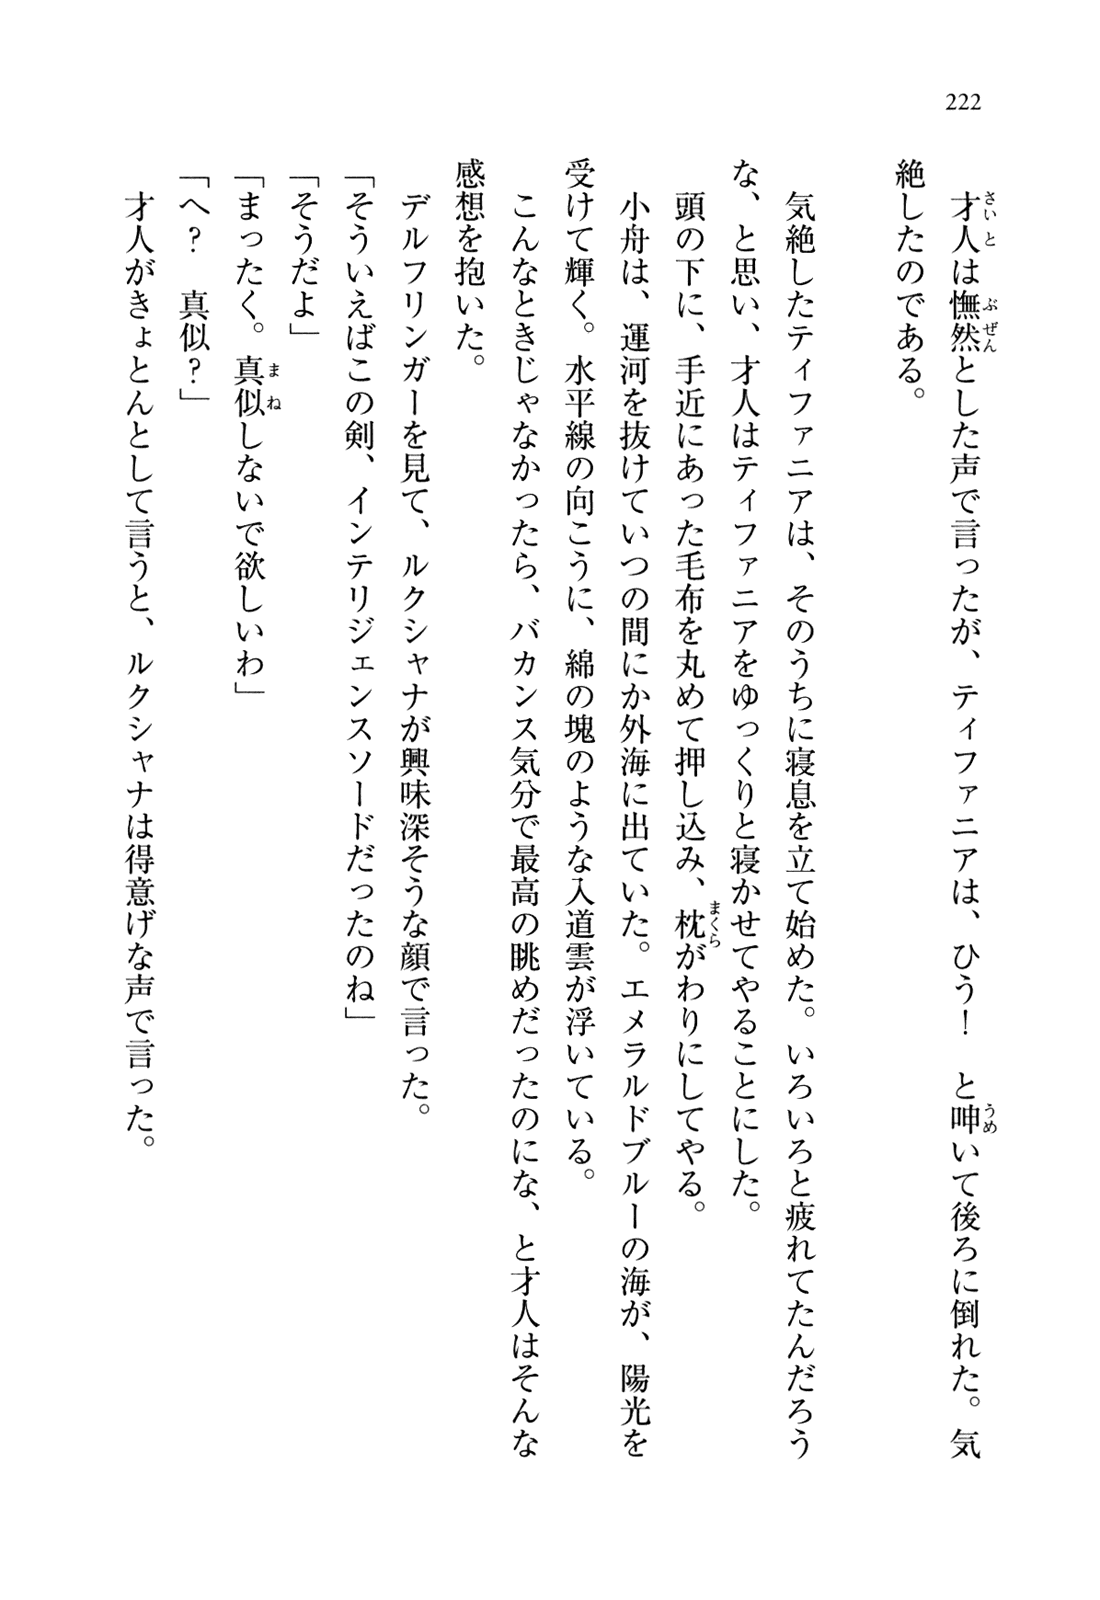 222
才人は憮然とした声で言ったが、ティファニアは、ひう！　と呻いて後ろに倒れた。気
絶したのである。
気絶したティファニアは、そのうちに寝息を立て始めた。いろいろと疲れてたんだろう
な、と思い、才人はティファニアをゆっくりと寝かせてやることにした。
頭の下に、手近にあった毛布を丸めて押し込み、枕がわりにしてやる。
小舟は、運河を抜けていつの間にか外海に出ていた。エメラルドブルーの海が、陽光を
受けて輝く。水平線の向こうに、綿の塊のような入道雲が浮いている。
こんなときじゃなかったら、バカンス気分で最高の眺めだったのにな、と才人はそんな
感想を抱いた。
デルフリンガーを見て、ルクシャナが興味深そうな顔で言った。
「そういえばこの剣、インテリジェンスソードだったのね」
「そうだよ」
「まったく。真似しないで欲しいわ」
「へ？　真似？」
才人がきょとんとして言うと、ルクシャナは得意げな声で言った。